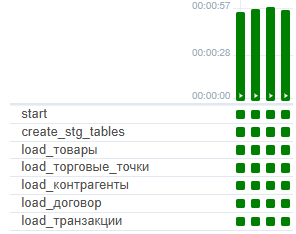 00:00:57
00:00:28
00:00:00
start
create_stg_tables
load_товары
load_торговые_точки
load_контрагенты
load_договор
load_транзакции